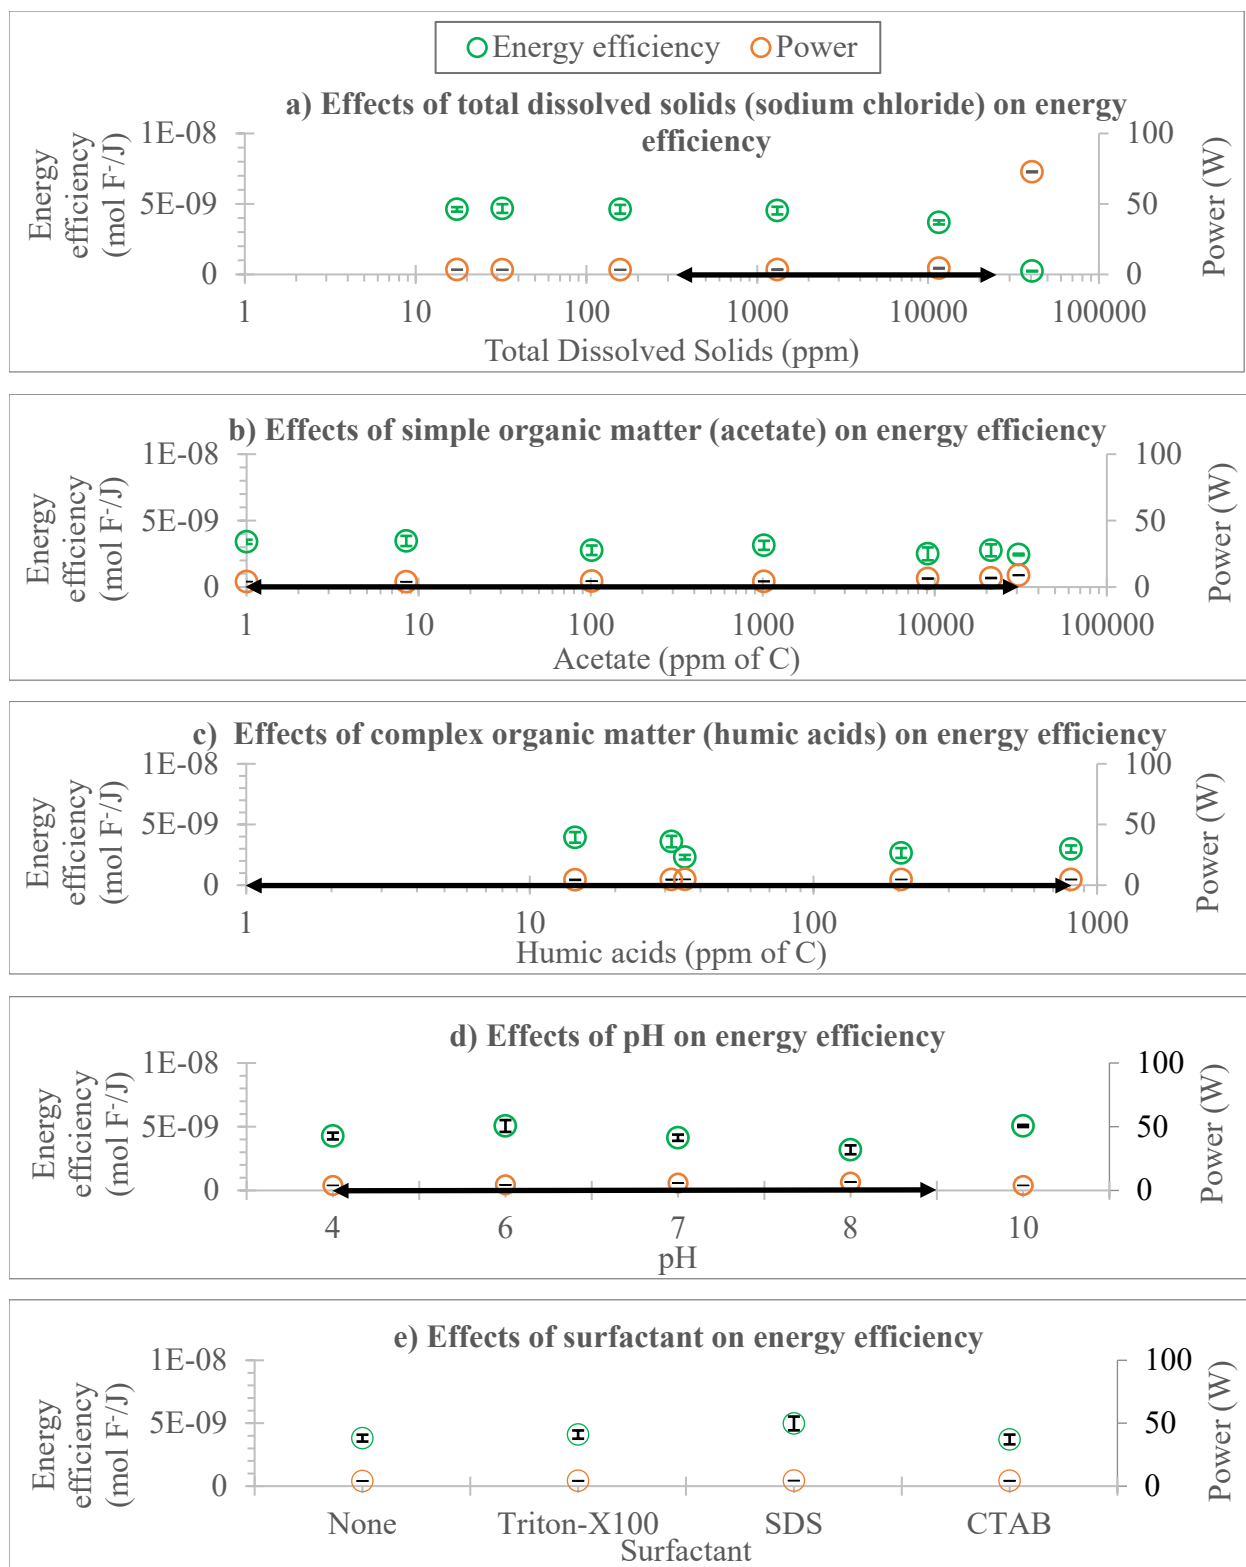 Energy efficiency Power
a) Effects of total dissolved solids (sodium chloride) on energy
efficiency
Energy
efficiency
(mol F-/J)
1E-08
5E-09
0
100
50
0
Power (W)
1 10 100 1000 10000 100000
Total Dissolved Solids (ppm)
b) Effects of simple organic matter (acetate) on energy efficiency
Energy
efficiency
(mol F-/J)
1E-08
5E-09
0
100
50
0
Power (W)
1 10 100 1000 10000 100000
Acetate (ppm of C)
c) Effects of complex organic matter (humic acids) on energy efficiency
Energy
efficiency
(mol F-/J)
1E-08
5E-09
0
100
50
0
Power (W)
1 10 100 1000
Humic acids (ppm of C)
d) Effects of pH on energy efficiency
Energy
efficiency
(mol F-/J)
1E-08
5E-09
0
100
50
0
Power (W)
4 6 7 8 10
pH
e) Effects of surfactant on energy efficiency
Energy
efficiency
(mol F-/J)
1E-08
5E-09
0
100
50
0
Power (W)
None Triton-X100 SDS CTAB
Surfactant